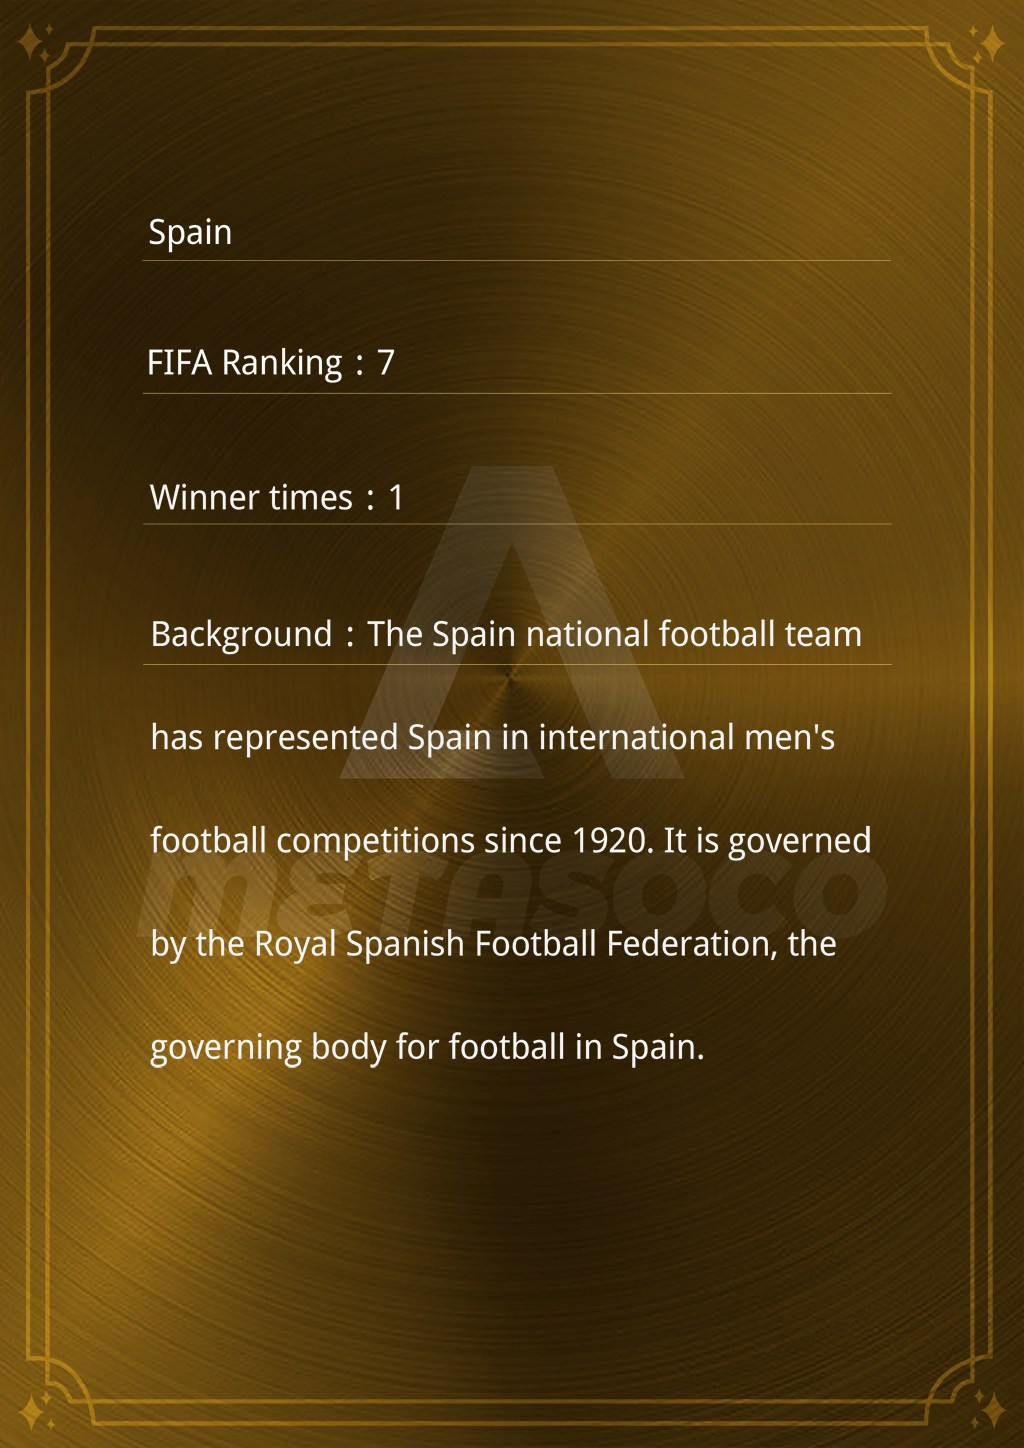 Spain
FIFA Ranking：7
Winner times：1
Background：The Spain national football team
has represented Spain in international men's
football competitions since 1920. It is governed
METASOCO
by the Royal Spanish Football Federation, the
governing body for football in Spain.